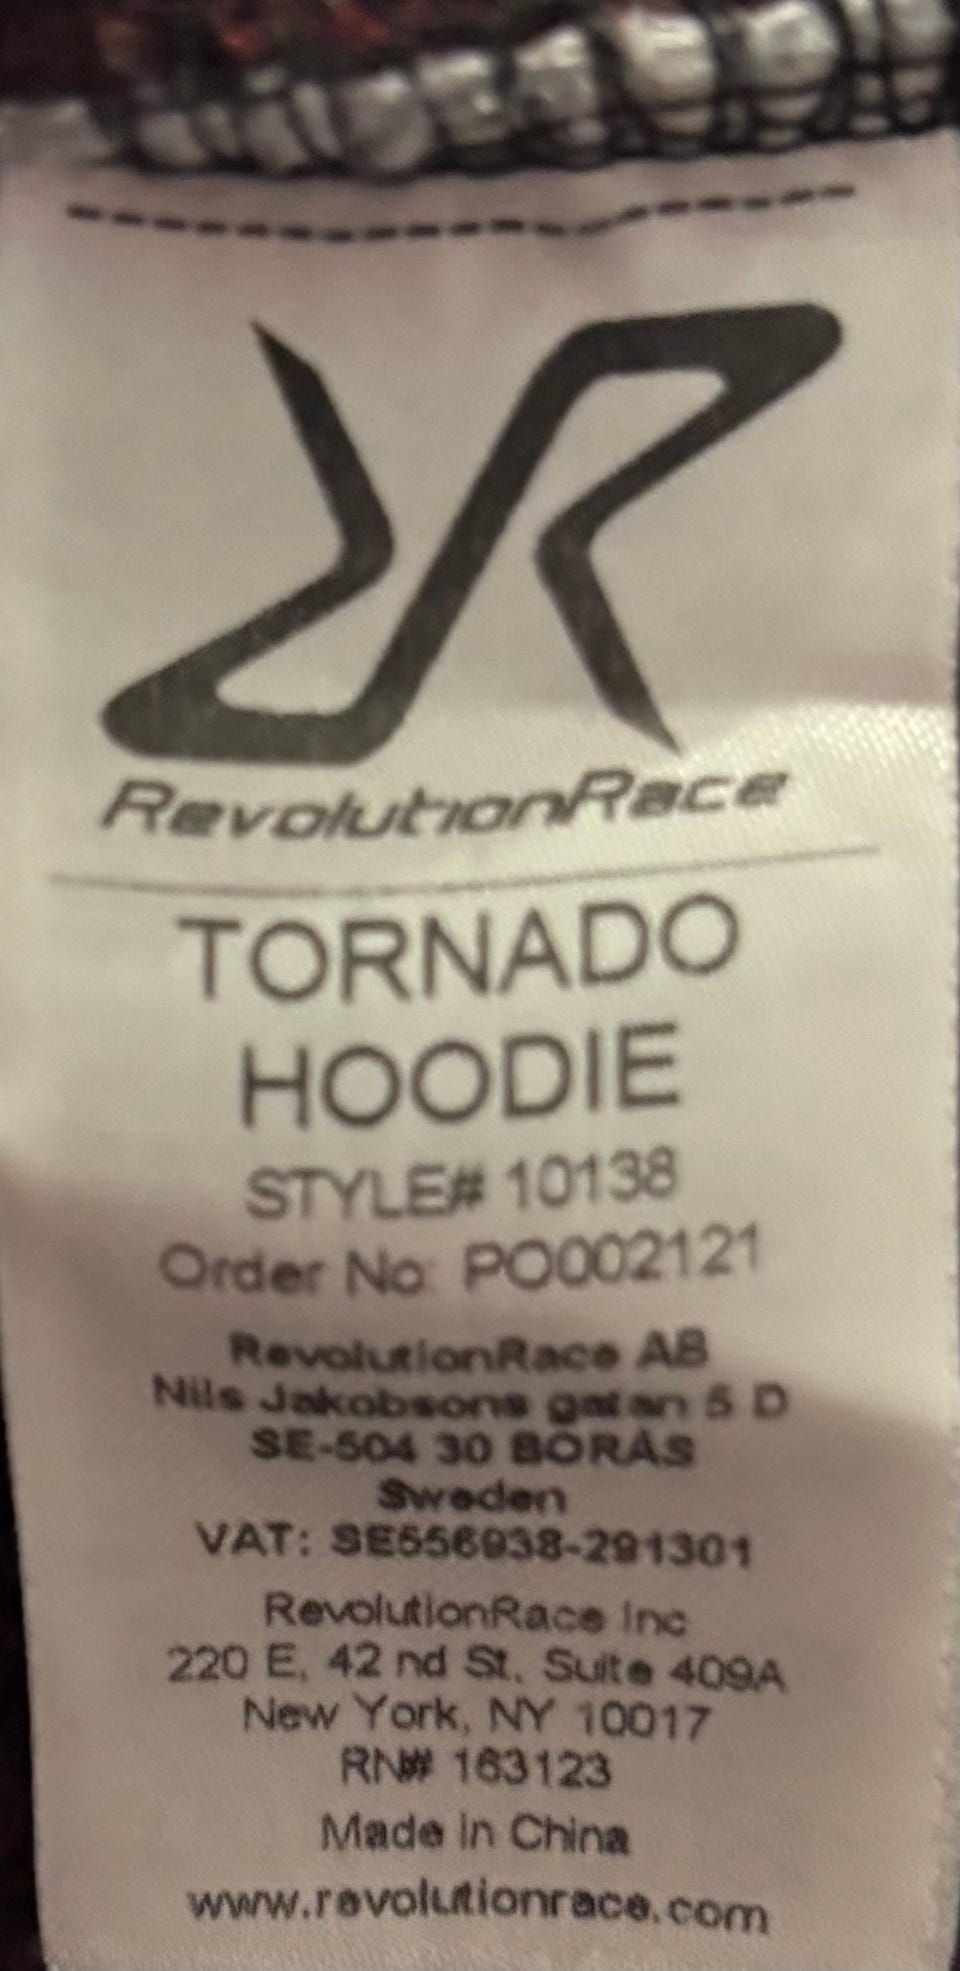 RevolutionRace
TORNADO
HOODIE
STYLE# 10138
Order No: PO002121
RevolutionRace AB
Nils Jakobsons gatan 5 D
SE-504 30 BORÅS
Sweden
VAT: SE556938-291301
RevolutionRace Inc
220 E, 42 nd St, Suite 409A
New York, NY 10017
RN# 163123
Made in China
www.revolutionrace.com